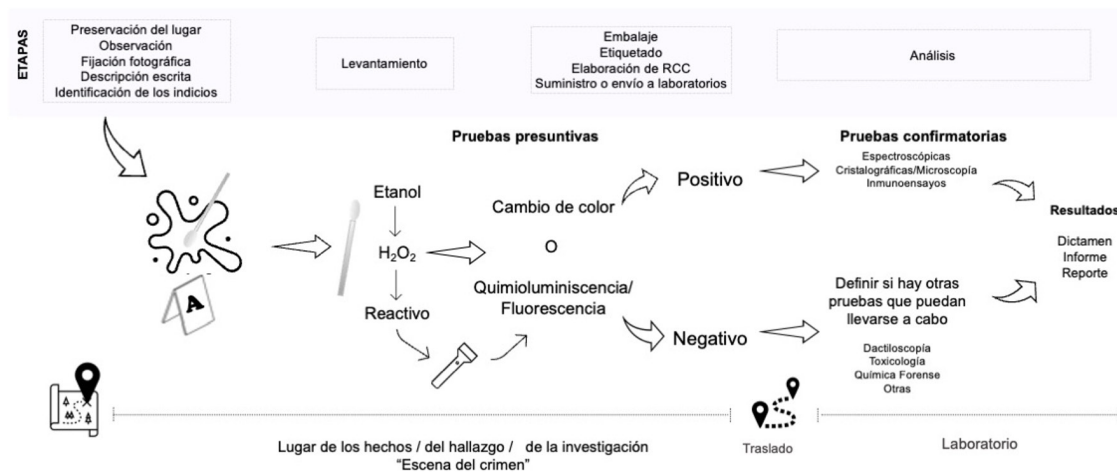 ETAPAS
Preservación del lugar
Observación
Fijación fotográfica
Descripción escrita
Identificación de los indicios
Levantamiento
Embalaje
Etiquetado
Elaboración de RCC
Suministro o envío a laboratorios
Análisis
Pruebas presuntivas
Pruebas confirmatorias
Espectroscópicas
Cristalográficas/Microscopía
Inmunoensayos
Etanol
H₂O₂
Reactivo
Cambio de color
O
Quimioluminiscencia/
Fluorescencia
Positivo
Negativo
Definir si hay otras
pruebas que puedan
llevarse a cabo
Dactiloscopía
Toxicología
Química Forense
Otras
Resultados
Dictamen
Informe
Reporte
A
Lugar de los hechos / del hallazgo / de la investigación
“Escena del crimen”
Traslado
Laboratorio